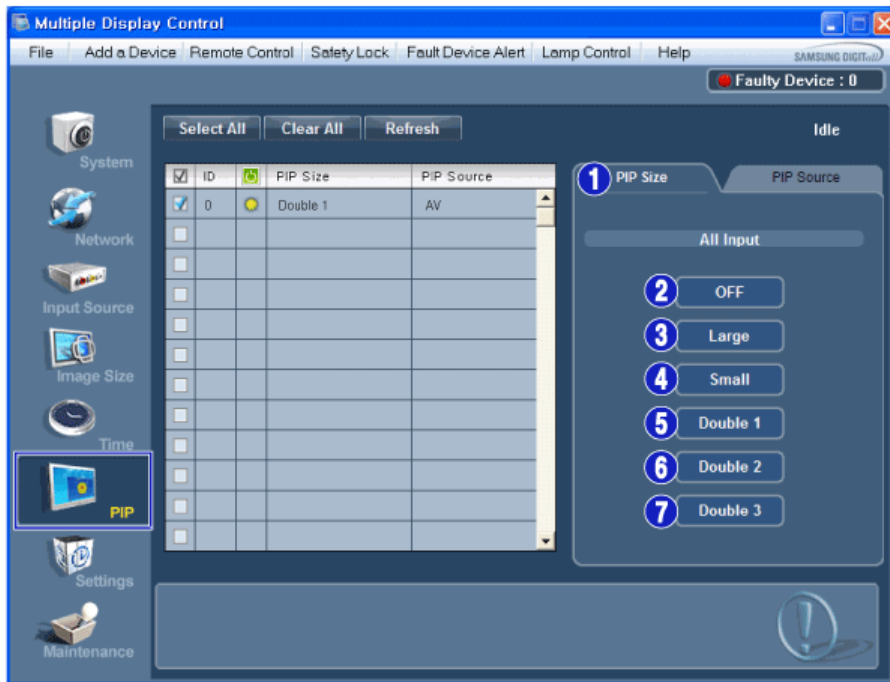 Multiple Display Control
File Add a Device Remote Control Safety Lock Fault Device Alert Lamp Control Help
SAMSUNG DIGIT...
Faulty Device : 0
Select All Clear All Refresh
Idle
System
Network
Input Source
Image Size
Time
PIP
Settings
Maintenance
ID PIP Size PIP Source
0 Double 1 AV
1 PIP Size PIP Source
All Input
2 OFF
3 Large
4 Small
5 Double 1
6 Double 2
7 Double 3